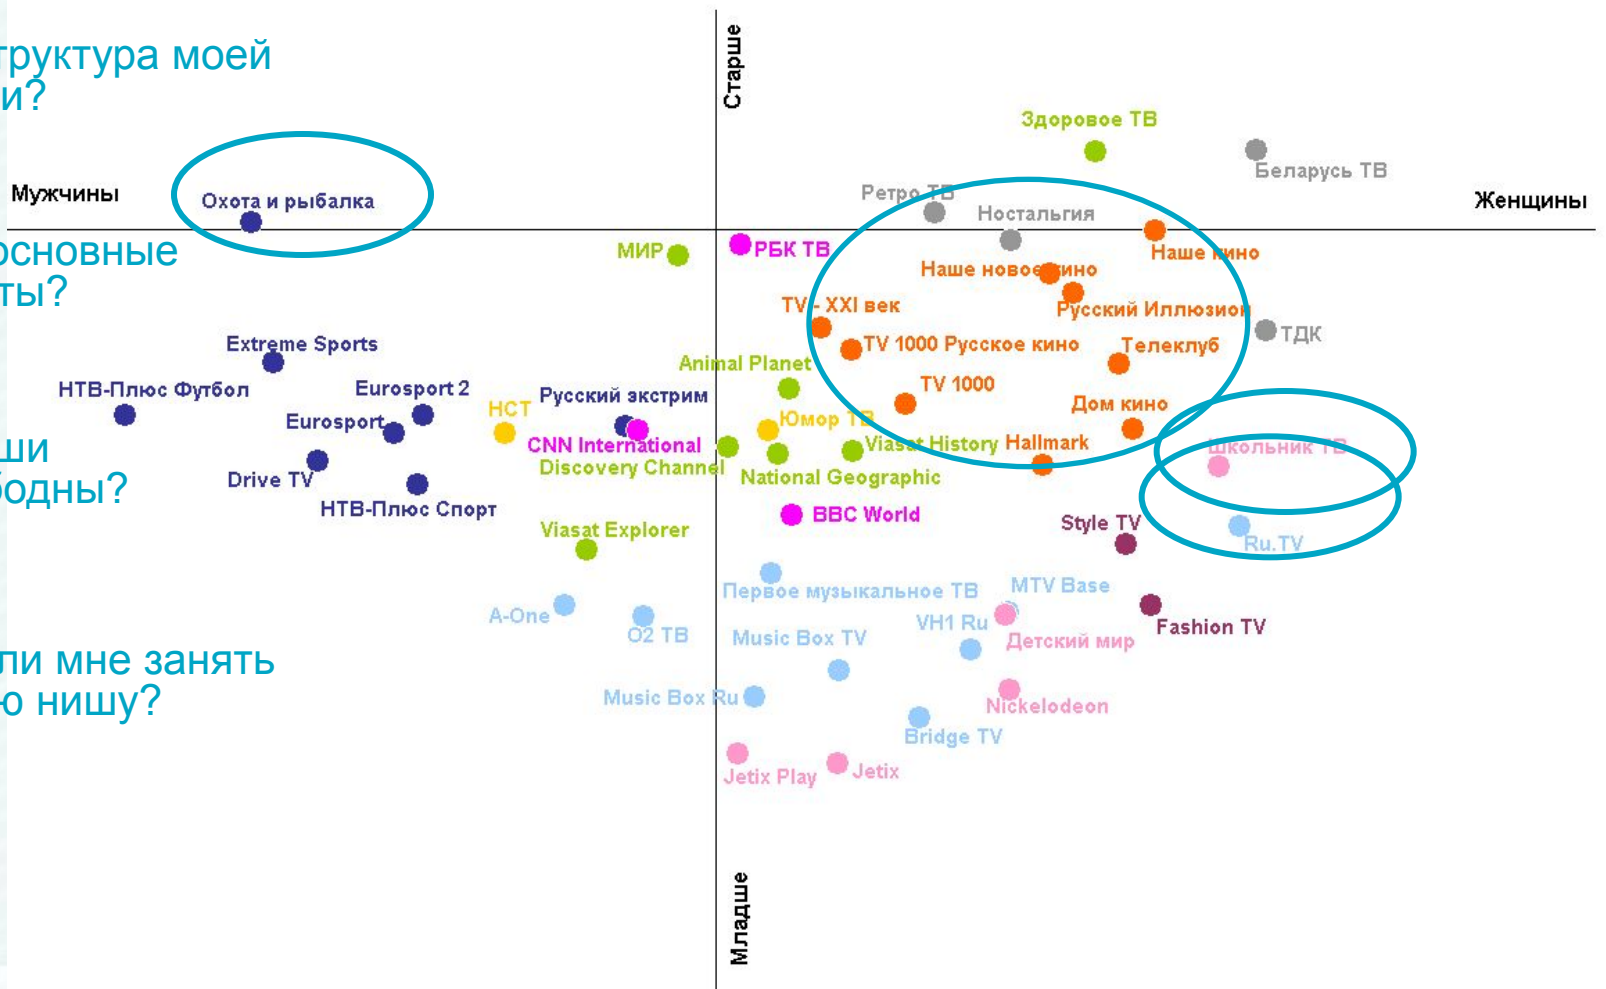 труктура моей
и?
Старше
Здоровое ТВ
Беларусь ТВ
Мужчины
Охота и рыбалка
Ретро ТВ
Ностальгия
Женщины
основные
ты?
МИР
РБК ТВ
Наше кино
Наше новое кино
TV - XXI век
Русский Иллюзион
Extreme Sports
TV 1000 Русское кино
Телеклуб
ТДК
Animal Planet
НТВ-Плюс Футбол
Eurosport 2
Русский экстрим
TV 1000
НСТ
Дом кино
Eurosport
Юмор ТВ
CNN International
Viasat History
Hallmark
Школьник ТВ
ши
бодны?
Discovery Channel
Drive TV
National Geographic
НТВ-Плюс Спорт
BBC World
Style TV
Viasat Explorer
Ru.TV
Первое музыкальное ТВ
MTV Base
A-One
О2 ТВ
VH1 Ru
Fashion TV
Music Box TV
Детский мир
ли мне занять
ю нишу?
Music Box Ru
Nickelodeon
Bridge TV
Jetix Play
Jetix
Младше